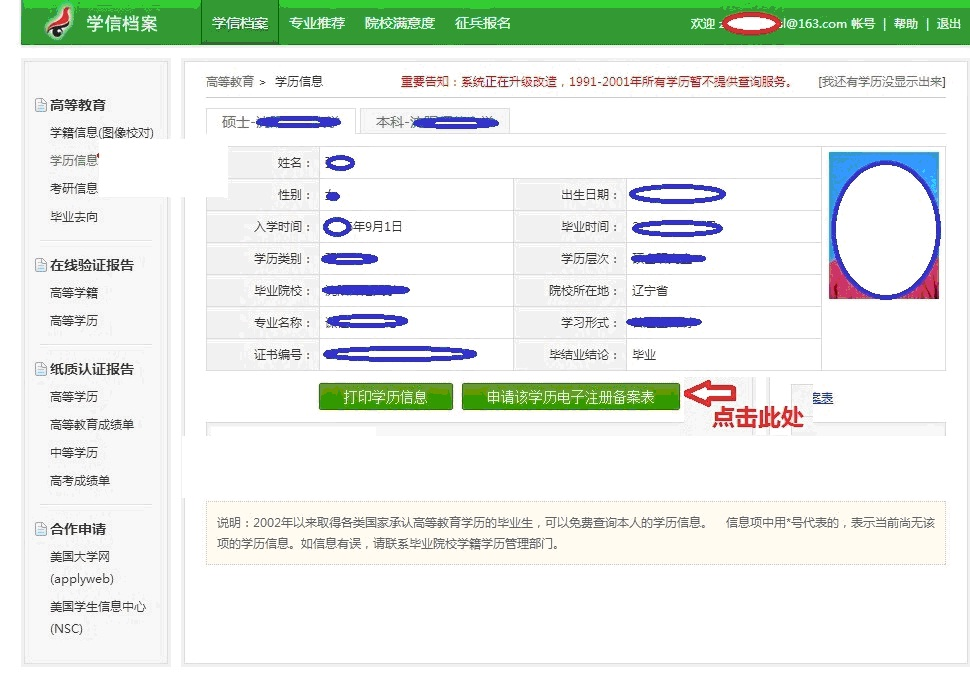 学信档案
学信档案 专业推荐 院校满意度 征兵报名
欢迎 @163.com 帐号 | 帮助 | 退出
高等教育
学籍信息(图像校对)
学历信息
考研信息
毕业去向
在线验证报告
高等学籍
高等学历
纸质认证报告
高等学历
高等教育成绩单
中等学历
高考成绩单
合作申请
美国大学网
(applyweb)
美国学生信息中心
(NSC)
高等教育 > 学历信息
重要告知：系统正在升级改造，1991-2001年所有学历暂不提供查询服务。
[我还有学历没显示出来]
硕士-
本科-
姓名：
性别：
出生日期：
入学时间： 年9月1日
毕业时间：
学历类别：
学历层次：
毕业院校：
院校所在地： 辽宁省
专业名称：
学习形式：
证书编号：
毕结业结论： 毕业
打印学历信息
申请该学历电子注册备案表
点击此处
案表
说明：2002年以来取得各类国家承认高等教育学历的毕业生，可以免费查询本人的学历信息。 信息项中用*号代表的，表示当前尚无该
项的学历信息。如信息有误，请联系毕业院校学籍学历管理部门。